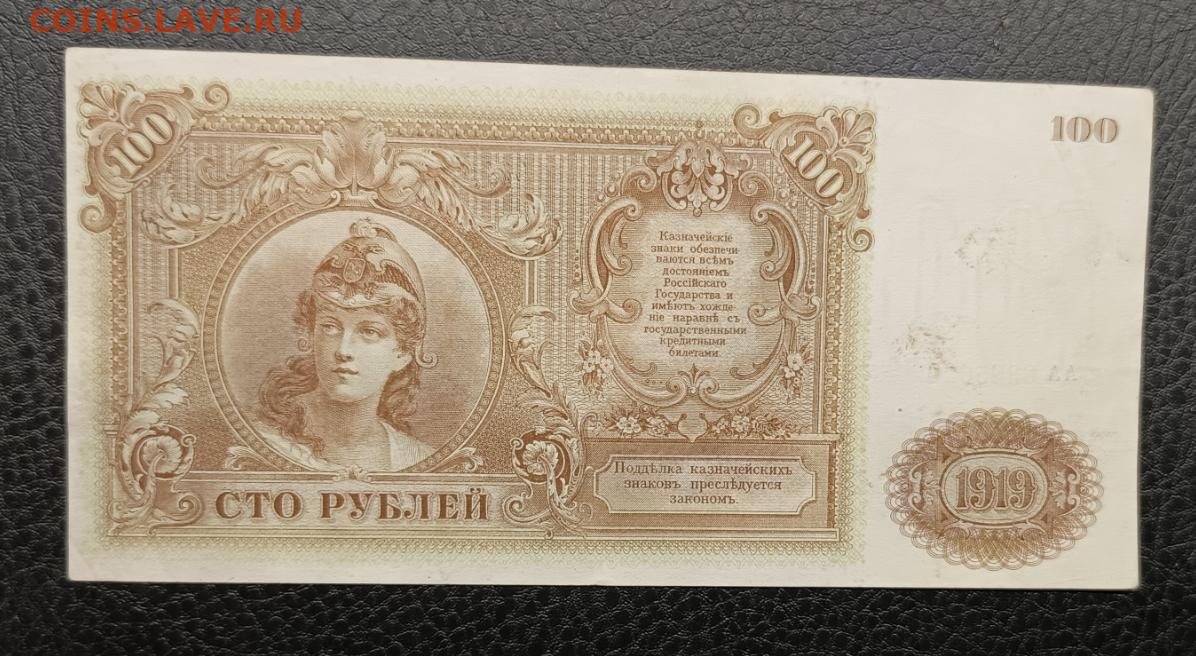 COINS.LAVE.RU
100
100
100
Казначейскіе
знаки обезпечи
ваются всѣмъ
достояніемъ
Россійскаго
Государства и
имѣютъ хожде-
ніе наравнѣ съ
государственными
кредитными
билетами.
СТО РУБЛЕЙ
Поддѣлка казначейскихъ
знаковъ преслѣдуется
закономъ.
1919